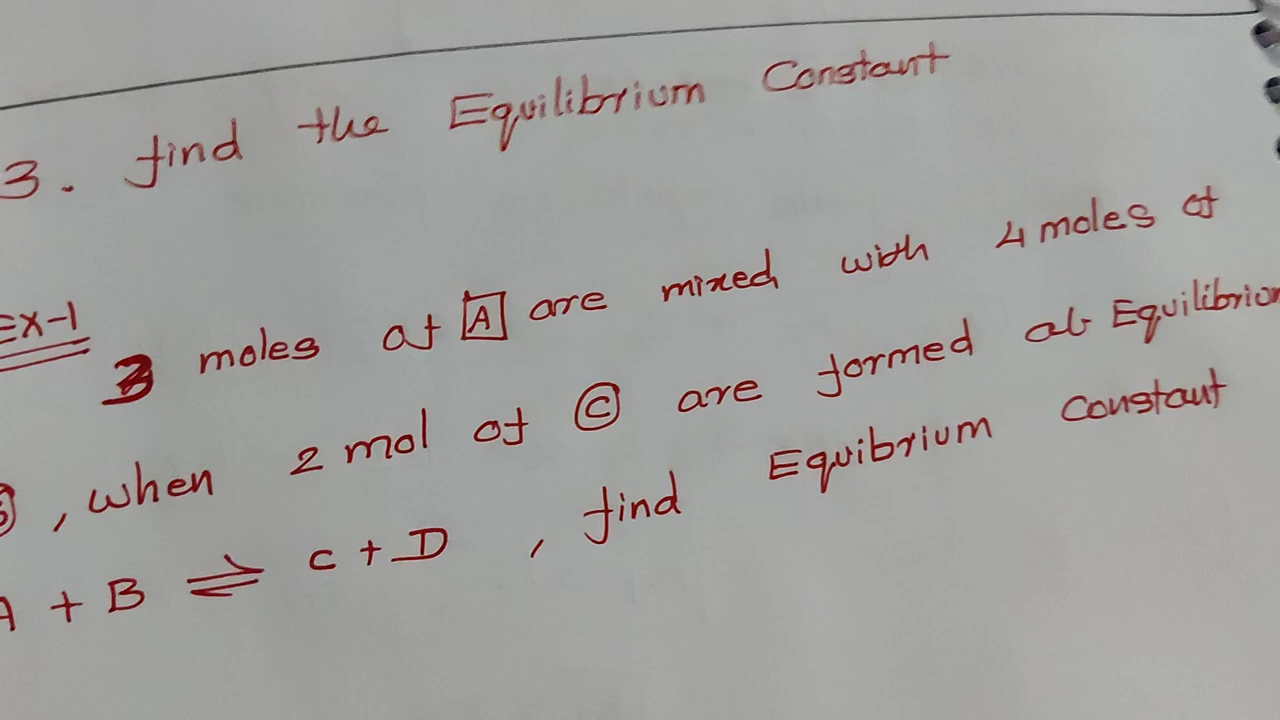 3. find the Equilibrium Constant
Ex-1
3 moles of A are mixed with 4 moles of
, when 2 mol of C are formed at Equilibrium
A + B ⇌ C + D , find Equibrium Constant